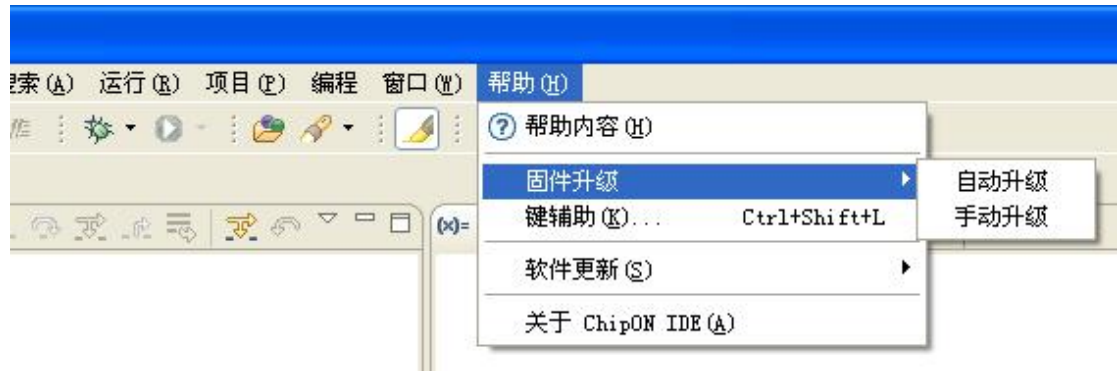 索(A) 运行(R) 项目(P) 编程 窗口(W) 帮助(H)
帮助内容(H)
固件升级
自动升级
键辅助(K)... Ctrl+Shift+L
手动升级
(x)=
软件更新(S)
关于 ChipON IDE(A)